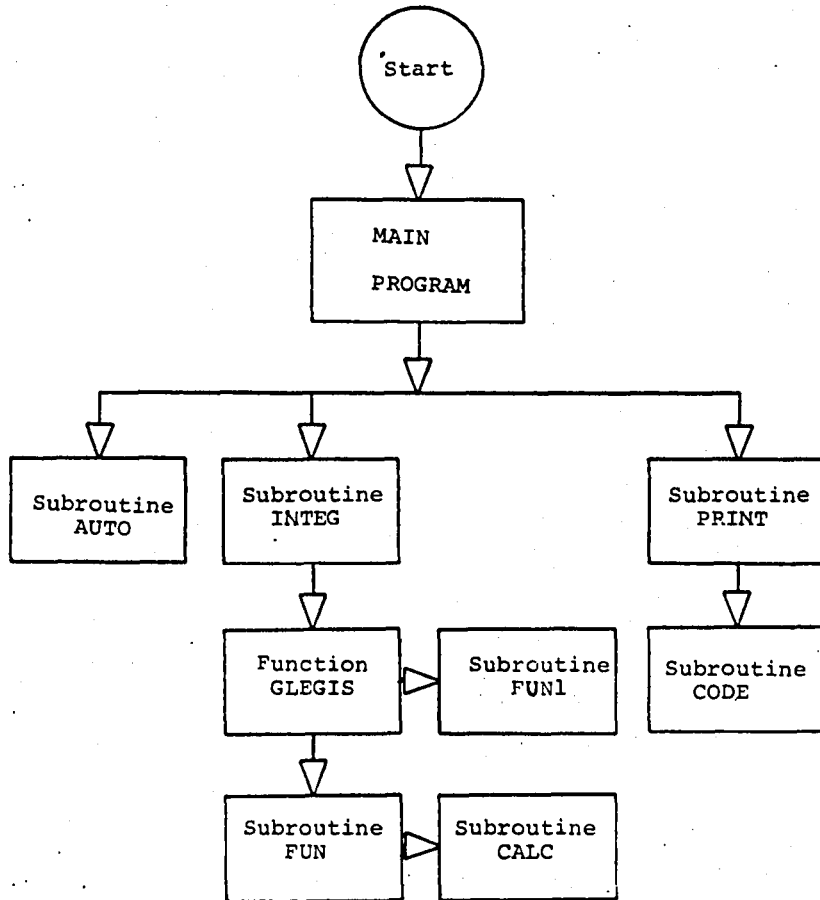 Start
MAIN
PROGRAM
Subroutine
AUTO
Subroutine
INTEG
Subroutine
PRINT
Function
GLEGIS
Subroutine
FUN1
Subroutine
CODE
Subroutine
FUN
Subroutine
CALC